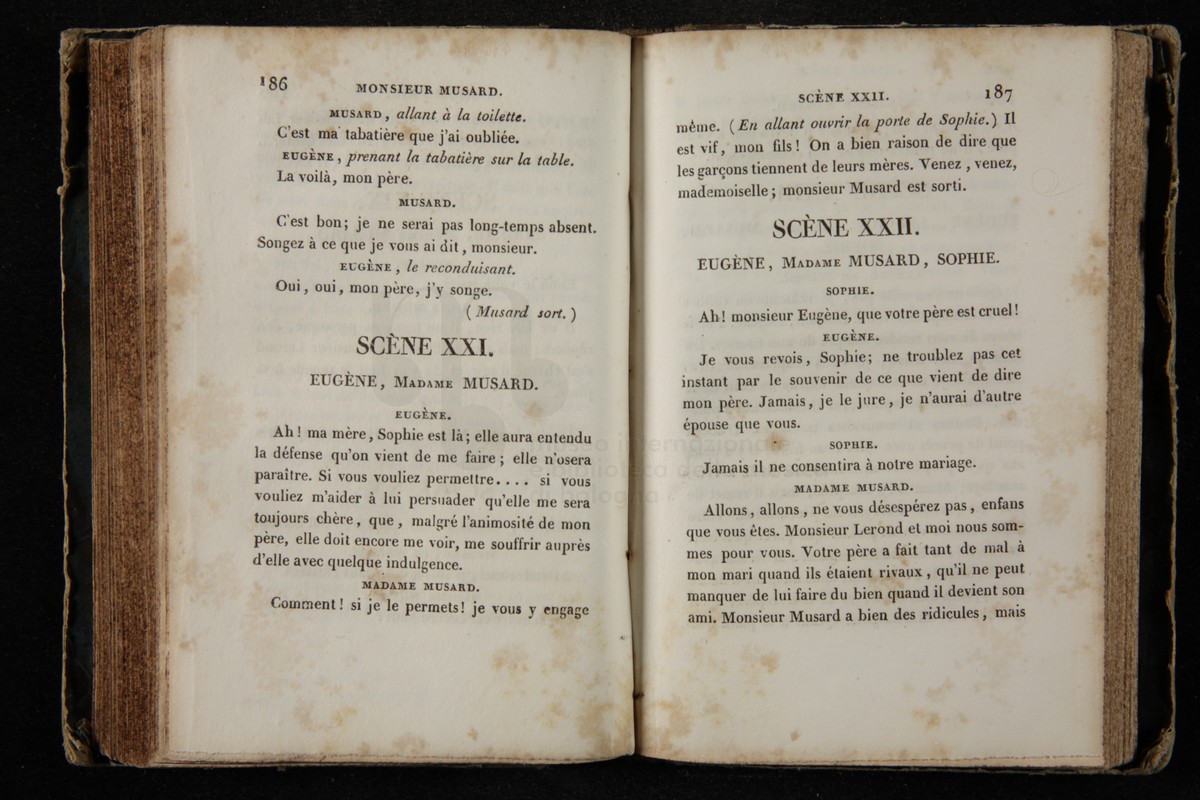 186
MONSIEUR MUSARD.
MUSARD, allant à la toilette.
C'est ma tabatière que j'ai oubliée.
EUGÈNE, prenant la tabatière sur la table.
La voilà, mon père.
MUSARD.
C'est bon; je ne serai pas long-temps absent.
Songez à ce que je vous ai dit, monsieur.
EUGÈNE, le reconduisant.
Oui, oui, mon père, j'y songe.
(Musard sort.)
SCÈNE XXI.
EUGÈNE, MADAME MUSARD.
EUGÈNE.
Ah! ma mère, Sophie est là; elle aura entendu
la défense qu'on vient de me faire; elle n'osera
paraître. Si vous vouliez permettre.... si vous
vouliez m'aider à lui persuader qu'elle me sera
toujours chère, que, malgré l'animosité de mon
père, elle doit encore me voir, me souffrir auprès
d'elle avec quelque indulgence.
MADAME MUSARD.
Comment! si je le permets! je vous y engage
SCÈNE XXII.
187
même. (En allant ouvrir la porte de Sophie.) Il
est vif, mon fils! On a bien raison de dire que
les garçons tiennent de leurs mères. Venez, venez,
mademoiselle; monsieur Musard est sorti.
SCÈNE XXII.
EUGÈNE, MADAME MUSARD, SOPHIE.
SOPHIE.
Ah! monsieur Eugène, que votre père est cruel!
EUGÈNE.
Je vous revois, Sophie; ne troublez pas cet
instant par le souvenir de ce que vient de dire
mon père. Jamais, je le jure, je n'aurai d'autre
épouse que vous.
SOPHIE.
Jamais il ne consentira à notre mariage.
MADAME MUSARD.
Allons, allons, ne vous désespérez pas, enfans
que vous êtes. Monsieur Lerond et moi nous som-
mes pour vous. Votre père a fait tant de mal à
mon mari quand ils étaient rivaux, qu'il ne peut
manquer de lui faire du bien quand il devient son
ami. Monsieur Musard a bien des ridicules, mais